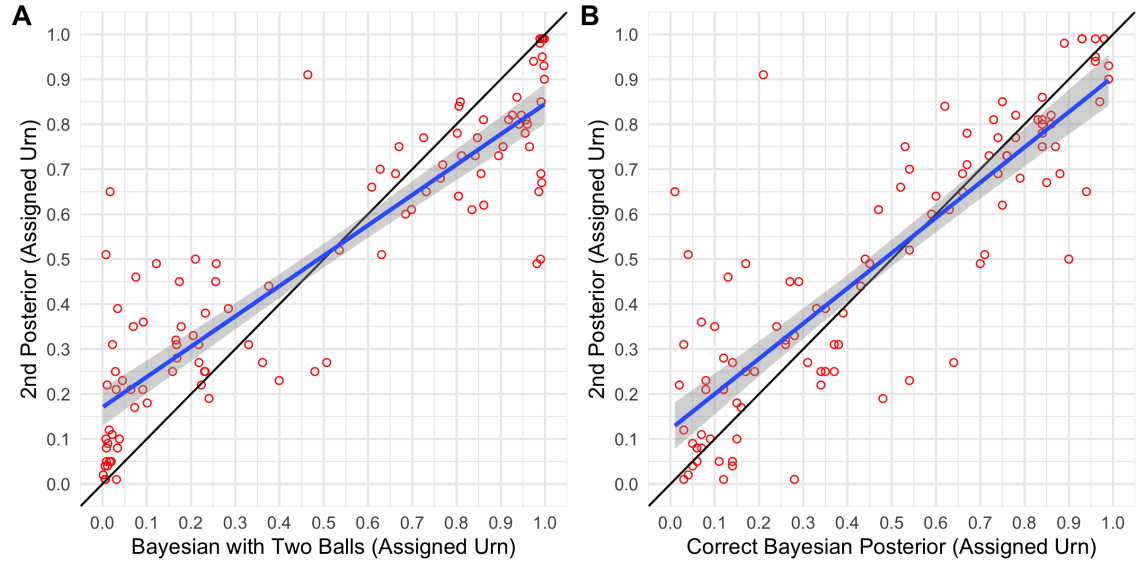 A
B
2nd Posterior (Assigned Urn)
1.0
0.9
0.8
0.7
0.6
0.5
0.4
0.3
0.2
0.1
0.0
0.0 0.1 0.2 0.3 0.4 0.5 0.6 0.7 0.8 0.9 1.0
Bayesian with Two Balls (Assigned Urn)
2nd Posterior (Assigned Urn)
1.0
0.9
0.8
0.7
0.6
0.5
0.4
0.3
0.2
0.1
0.0
0.0 0.1 0.2 0.3 0.4 0.5 0.6 0.7 0.8 0.9 1.0
Correct Bayesian Posterior (Assigned Urn)